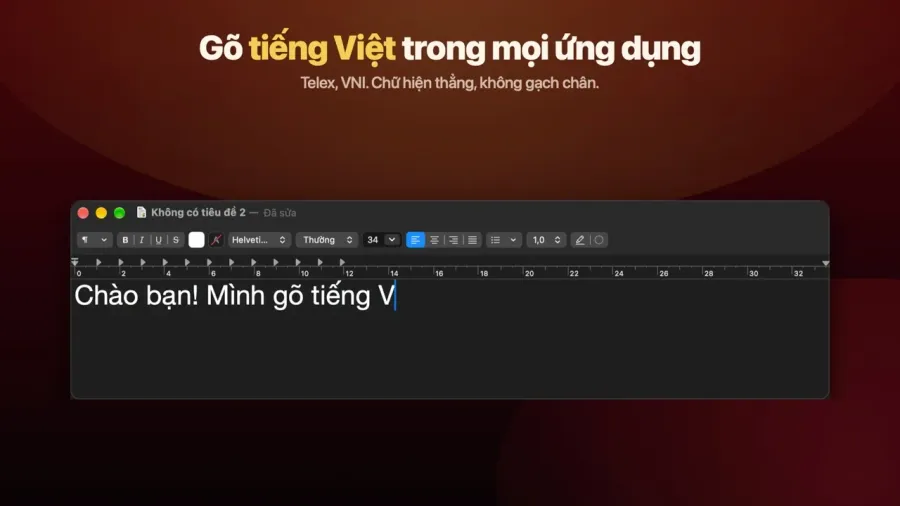 Gõ tiếng Việt trong mọi ứng dụng
Telex, VNI. Chữ hiện thẳng, không gạch chân.
Không có tiêu đề 2 — Đã sửa
¶ B I U S A Helveti... Thường 34 1,0
0 2 4 6 8 10 12 14 16 18 20 22 24 26 28 30 32
Chào bạn! Mình gõ tiếng V